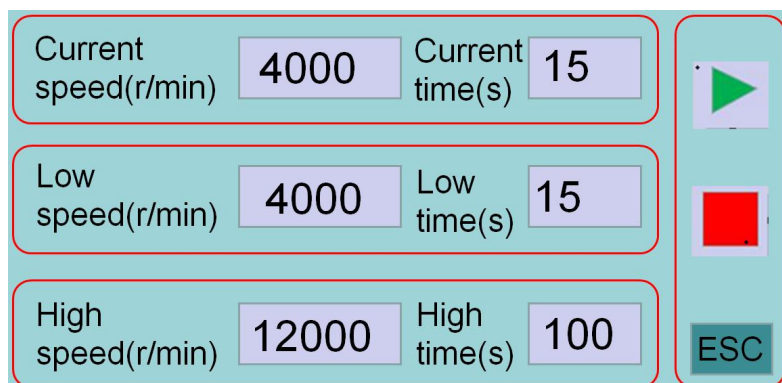 Current
speed(r/min)
4000
Current
time(s)
15
Low
speed(r/min)
4000
Low
time(s)
15
High
speed(r/min)
12000
High
time(s)
100
ESC